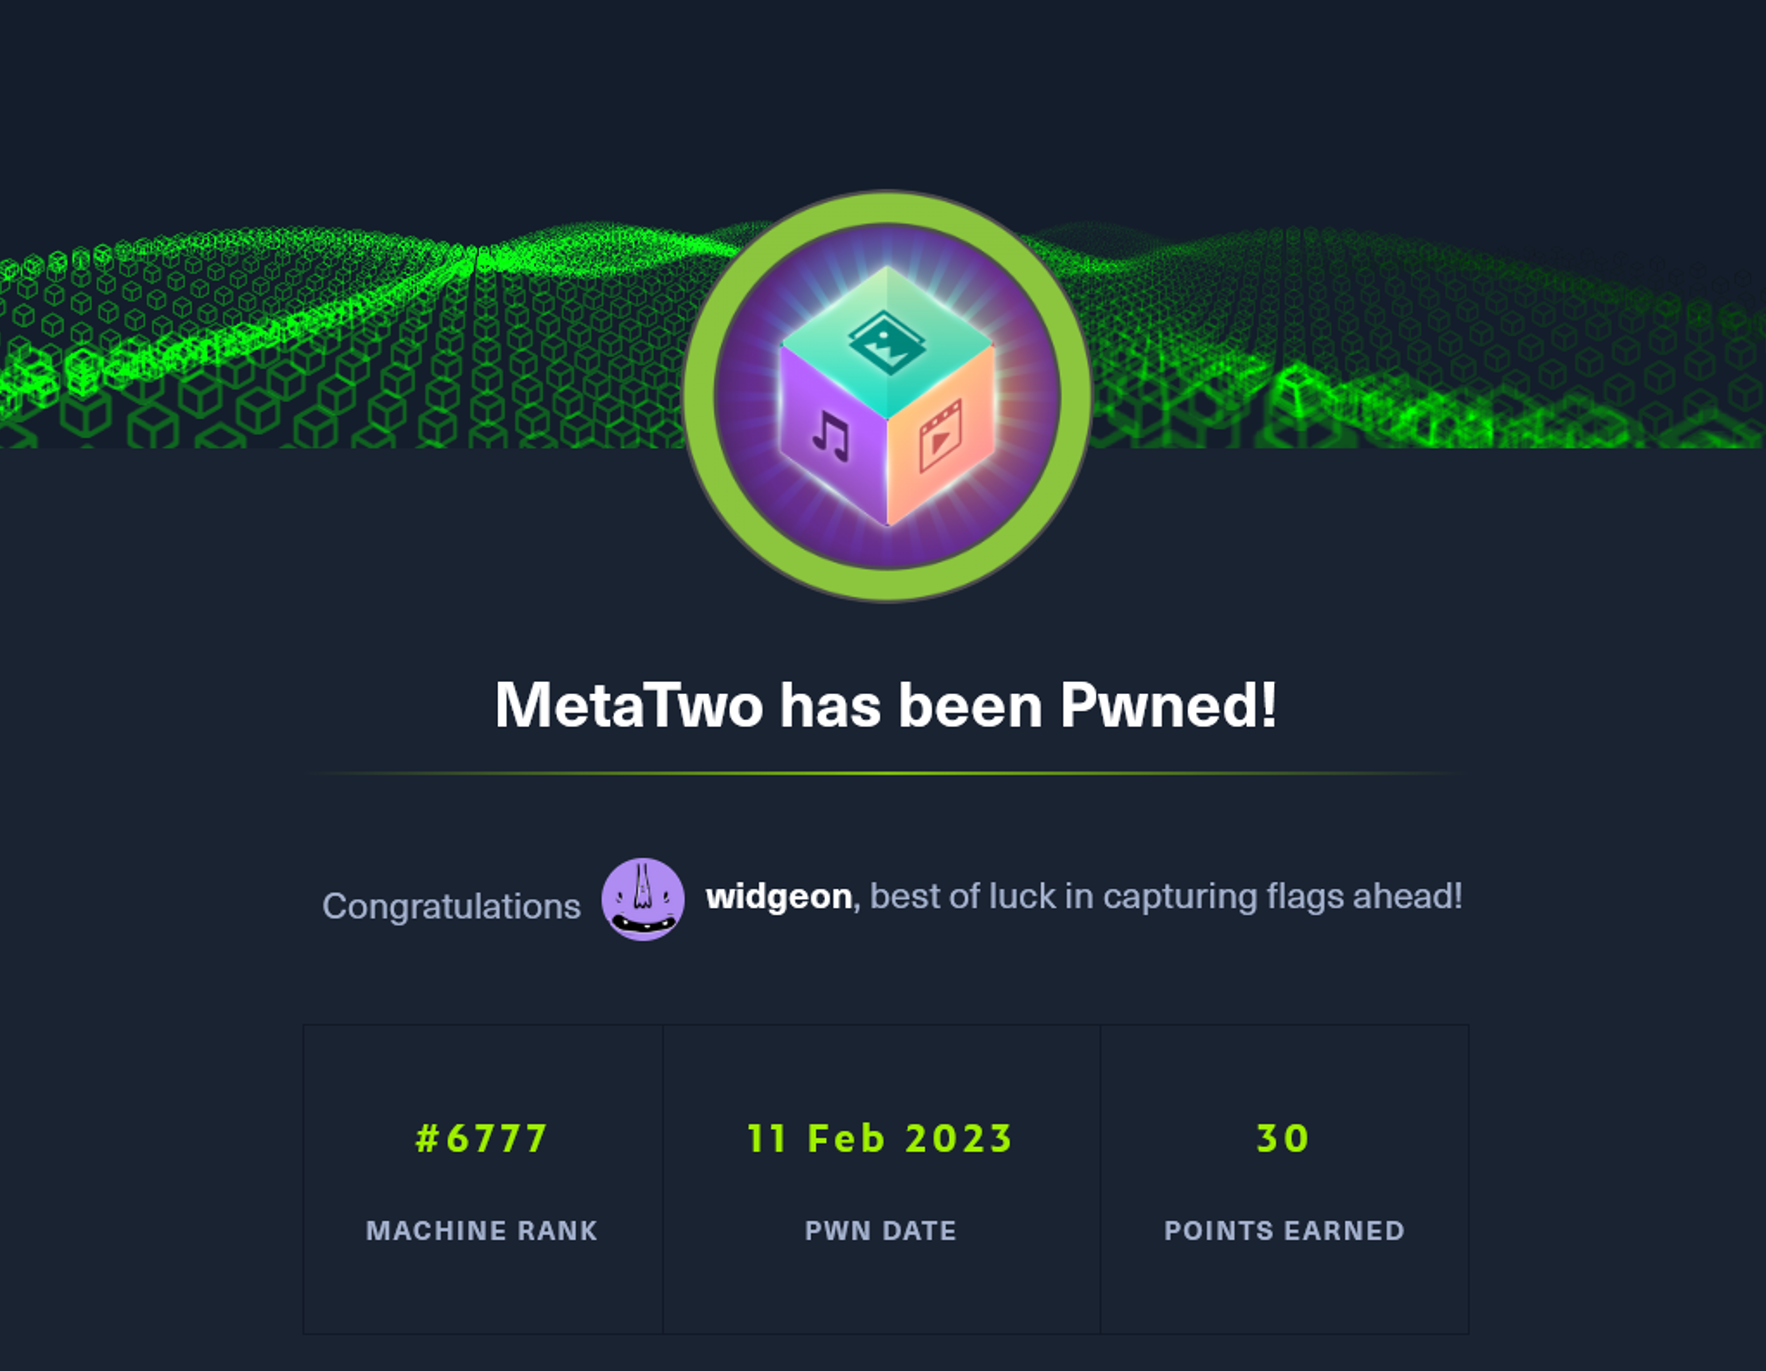 MetaTwo has been Pwned!
Congratulations widgeon, best of luck in capturing flags ahead!
#6777
MACHINE RANK
11 Feb 2023
PWN DATE
30
POINTS EARNED